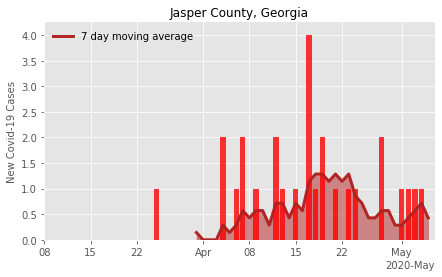 Jasper County, Georgia
7 day moving average
New Covid-19 Cases
4.0
3.5
3.0
2.5
2.0
1.5
1.0
0.5
0.0
08 15 22 Apr 08 15 22 May
2020-May